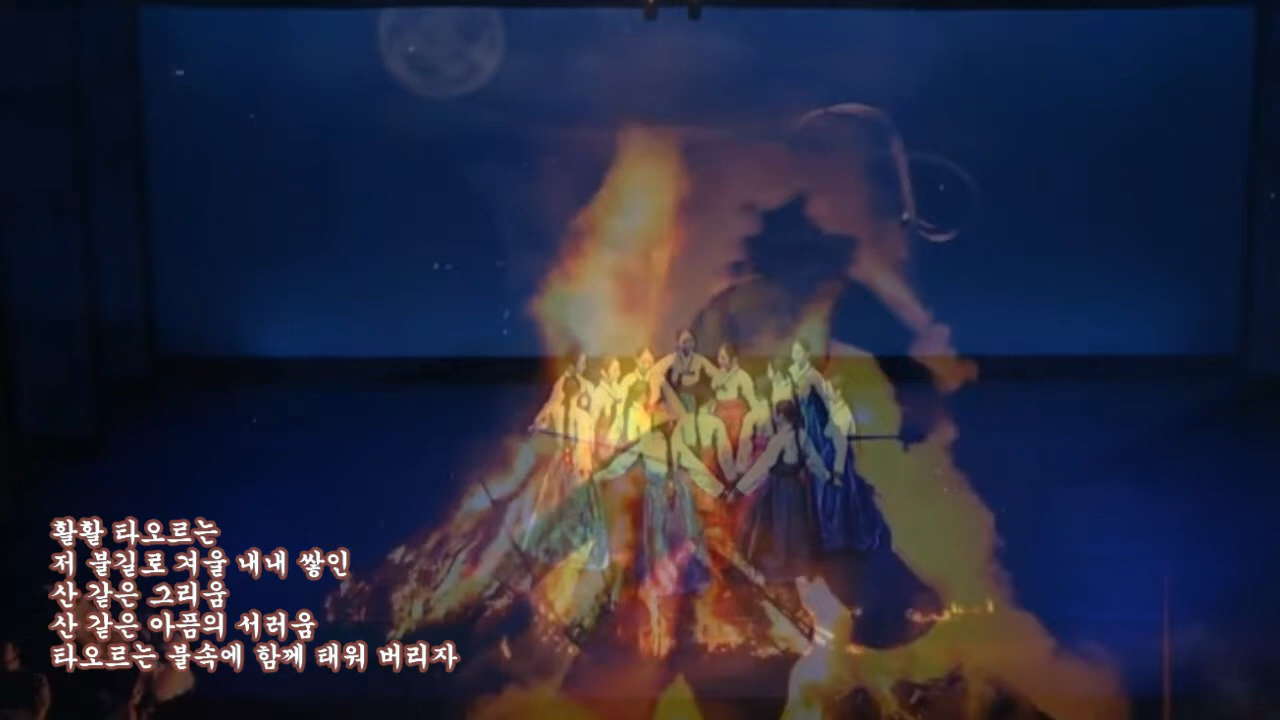 활활 타오르는
저 불길로 겨울 내내 쌓인
산 같은 그리움
산 같은 아픔의 서러움
타오르는 불속에 함께 태워 버리자